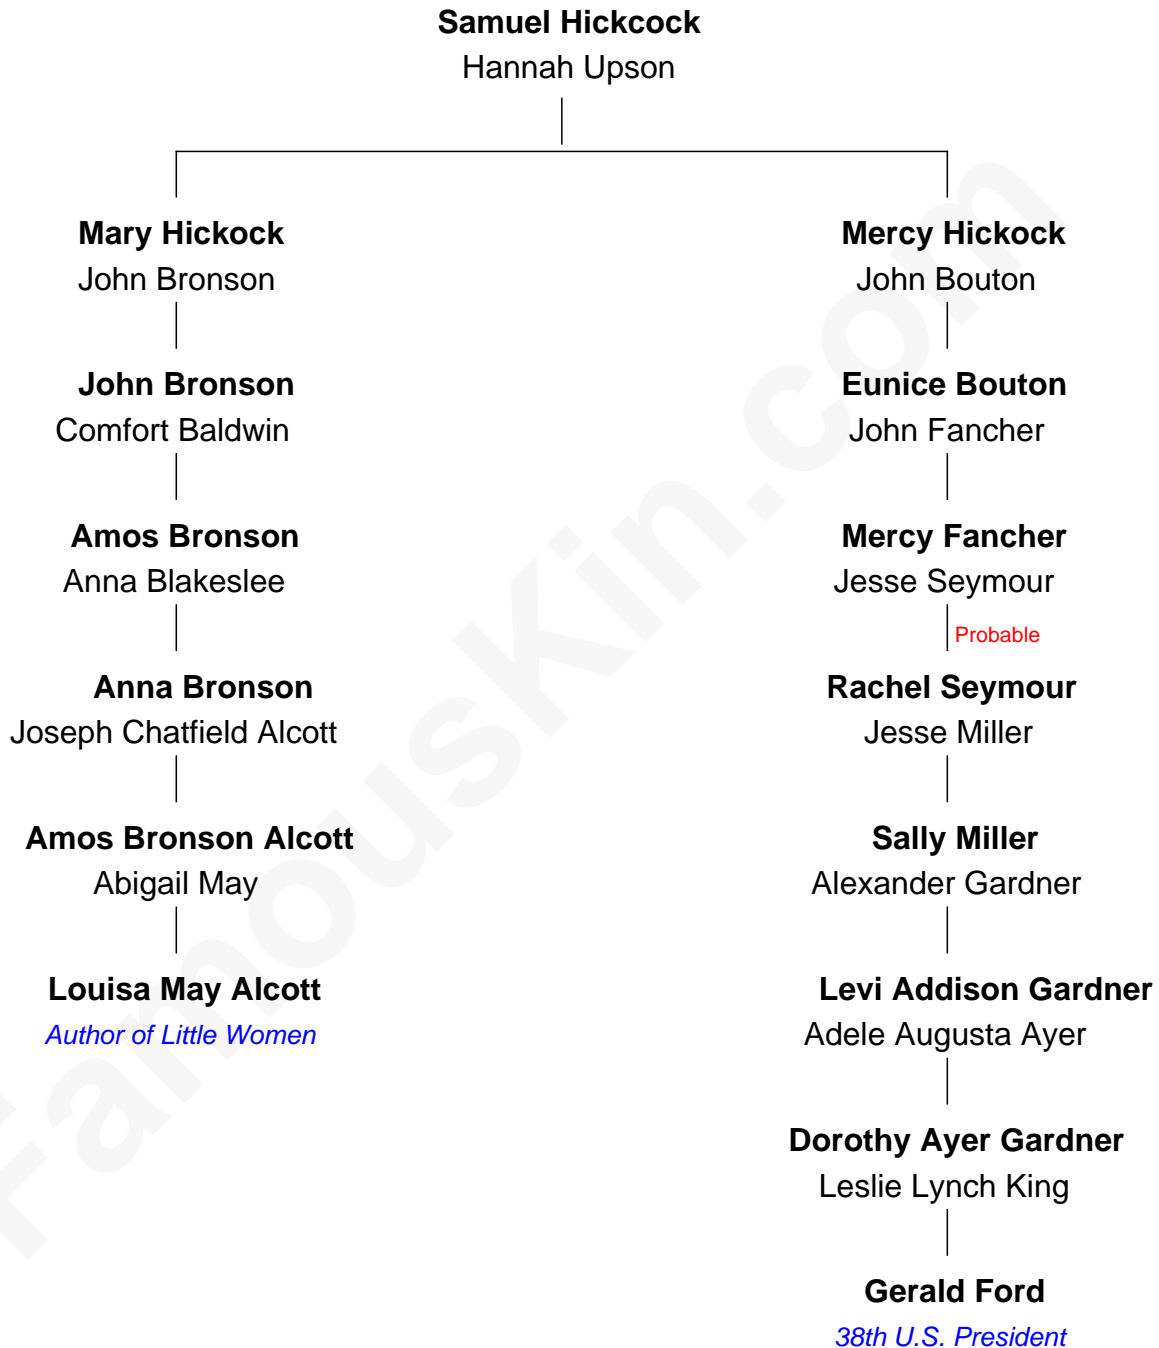 Samuel Hickcock
Hannah Upson
Mary Hickock
John Bronson
John Bronson
Comfort Baldwin
Amos Bronson
Anna Blakeslee
Anna Bronson
Joseph Chatfield Alcott
Amos Bronson Alcott
Abigail May
Louisa May Alcott
Author of Little Women
Mercy Hickock
John Bouton
Eunice Bouton
John Fancher
Mercy Fancher
Jesse Seymour
Probable
Rachel Seymour
Jesse Miller
Sally Miller
Alexander Gardner
Levi Addison Gardner
Adele Augusta Ayer
Dorothy Ayer Gardner
Leslie Lynch King
Gerald Ford
38th U.S. President
FamousKin.com